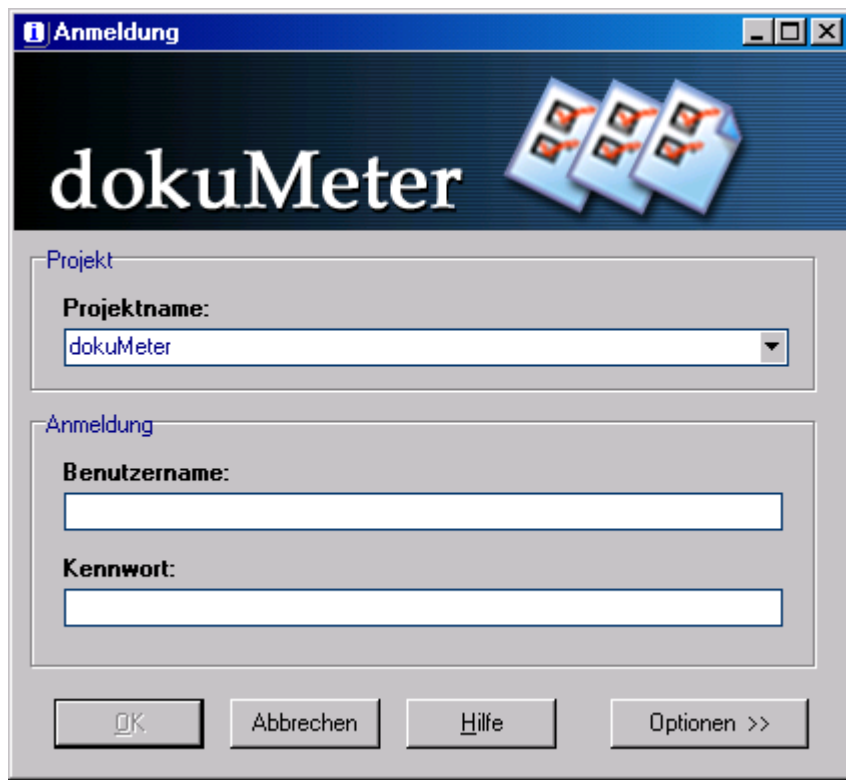 Anmeldung
dokuMeter
Projekt
Projektname:
dokuMeter
Anmeldung
Benutzername:
Kennwort:
OK Abbrechen Hilfe Optionen >>